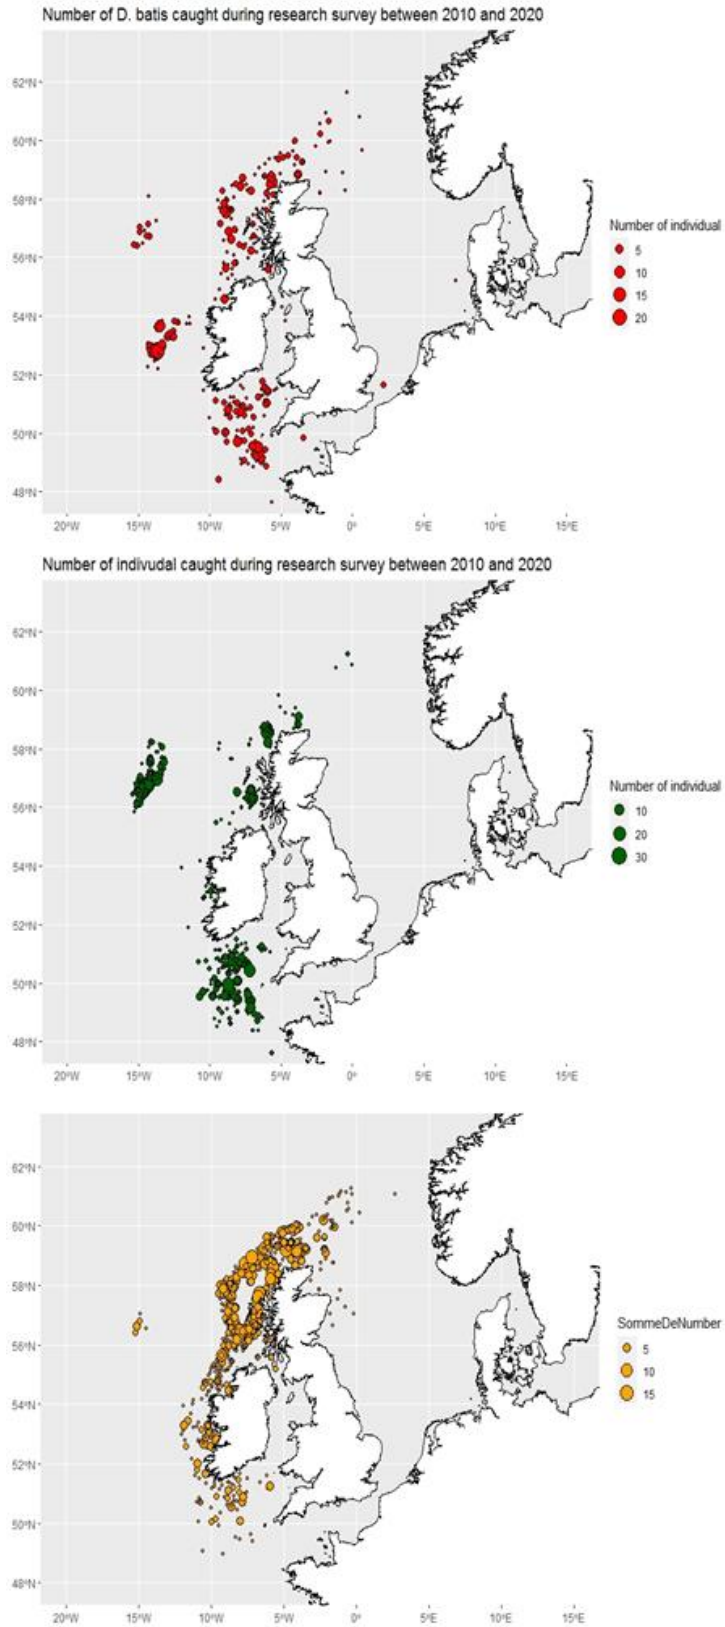 Number of D. batis caught during research survey between 2010 and 2020
62°N
60°N
58°N
56°N
54°N
52°N
50°N
48°N
20°W 15°W 10°W 5°W 0° 5°E 10°E 15°E
Number of individual
5
10
15
20
Number of indivudal caught during research survey between 2010 and 2020
62°N
60°N
58°N
56°N
54°N
52°N
50°N
48°N
20°W 15°W 10°W 5°W 0° 5°E 10°E 15°E
Number of individual
10
20
30
62°N
60°N
58°N
56°N
54°N
52°N
50°N
48°N
20°W 15°W 10°W 5°W 0° 5°E 10°E 15°E
SommeDeNumber
5
10
15